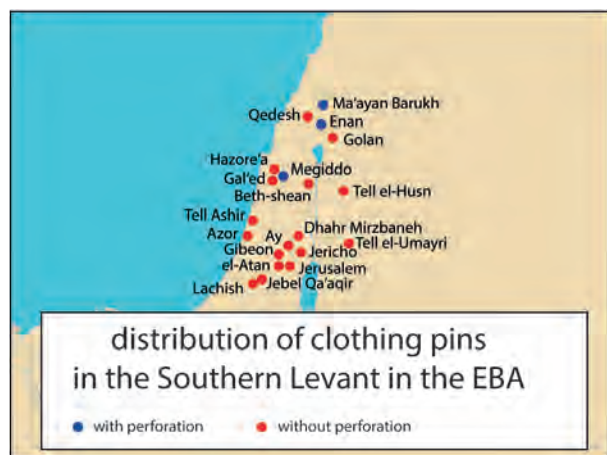 Ma'ayan Barukh
Qedesh
Enan
Golan
Hazore'a
Megiddo
Gal'ed
Beth-shean
Tell el-Husn
Tell Ashir
Dhahr Mirzbaneh
Azor
Ay
Tell el-Umayri
Gibeon
Jericho
el-Atan
Jerusalem
Lachish
Jebel Qa'aqir
distribution of clothing pins
in the Southern Levant in the EBA
with perforation
without perforation